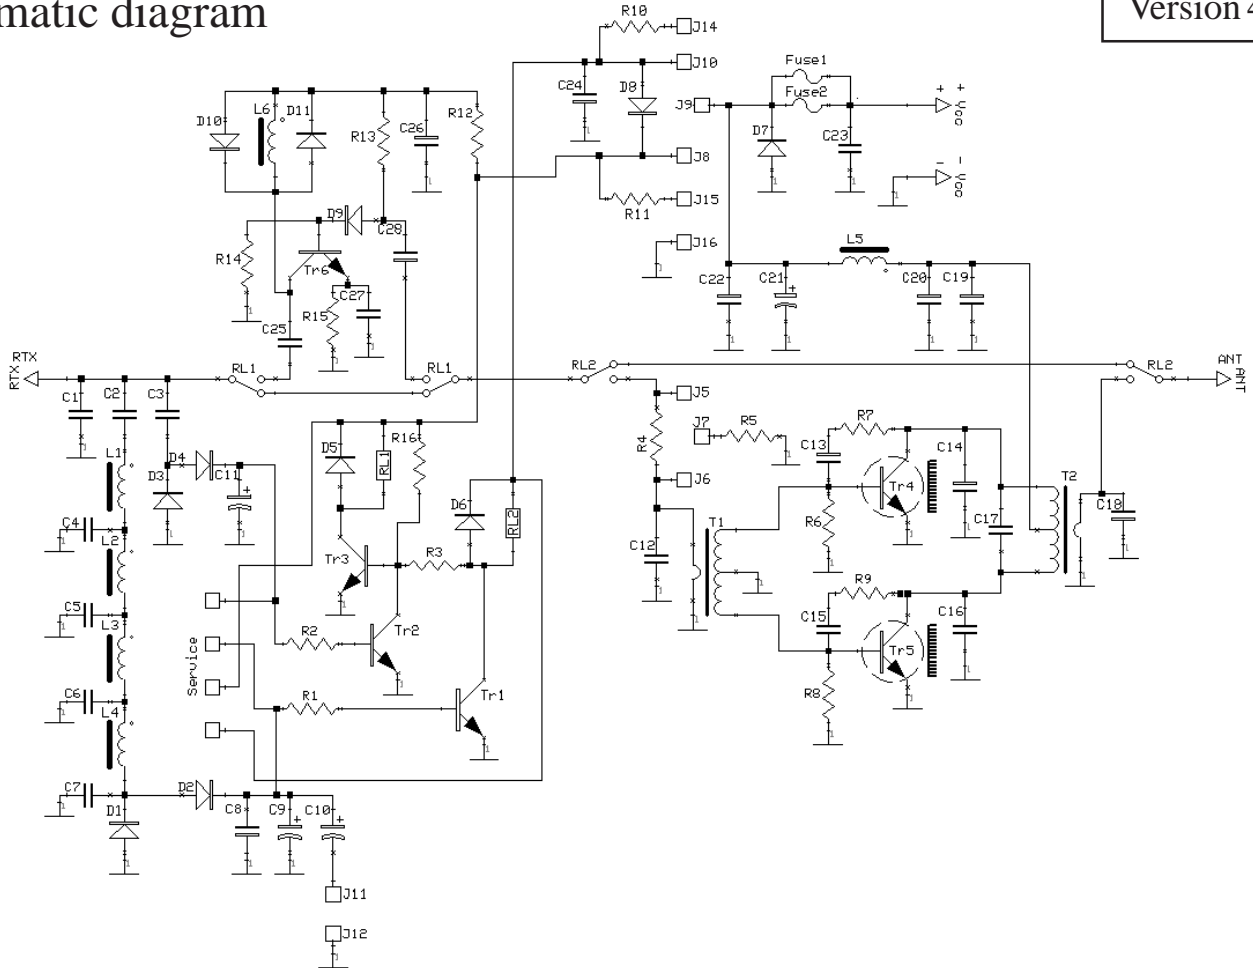 matic diagram
Version 4
R10
J14
J10
Fuse1
C24
D8
Fuse2
J9
+ +
VDD
L6
D11
D10
R13
C26
R12
D7
C23
J8
- -
VDD
J15
R11
D9
C28
J16
L5
R14
Tr6
C27
C22
C21
+
C20
C19
R15
C25
RTX
RTX
RL1
RL1
RL2
RL2
ANT
ANT
C1
C2
C3
J5
J7
R5
R7
R4
C13
C14
D5
RL1
R16
L1
D4
D3
C11
+
J6
Tr4
T2
D6
RL2
C4
L2
T1
R6
C17
C18
Tr3
R3
C12
R9
C5
L3
C15
C16
Service
R2
Tr2
Tr5
C6
L4
R1
Tr1
R8
C7
D2
D1
C8
C9
+
C10
+
J11
J12